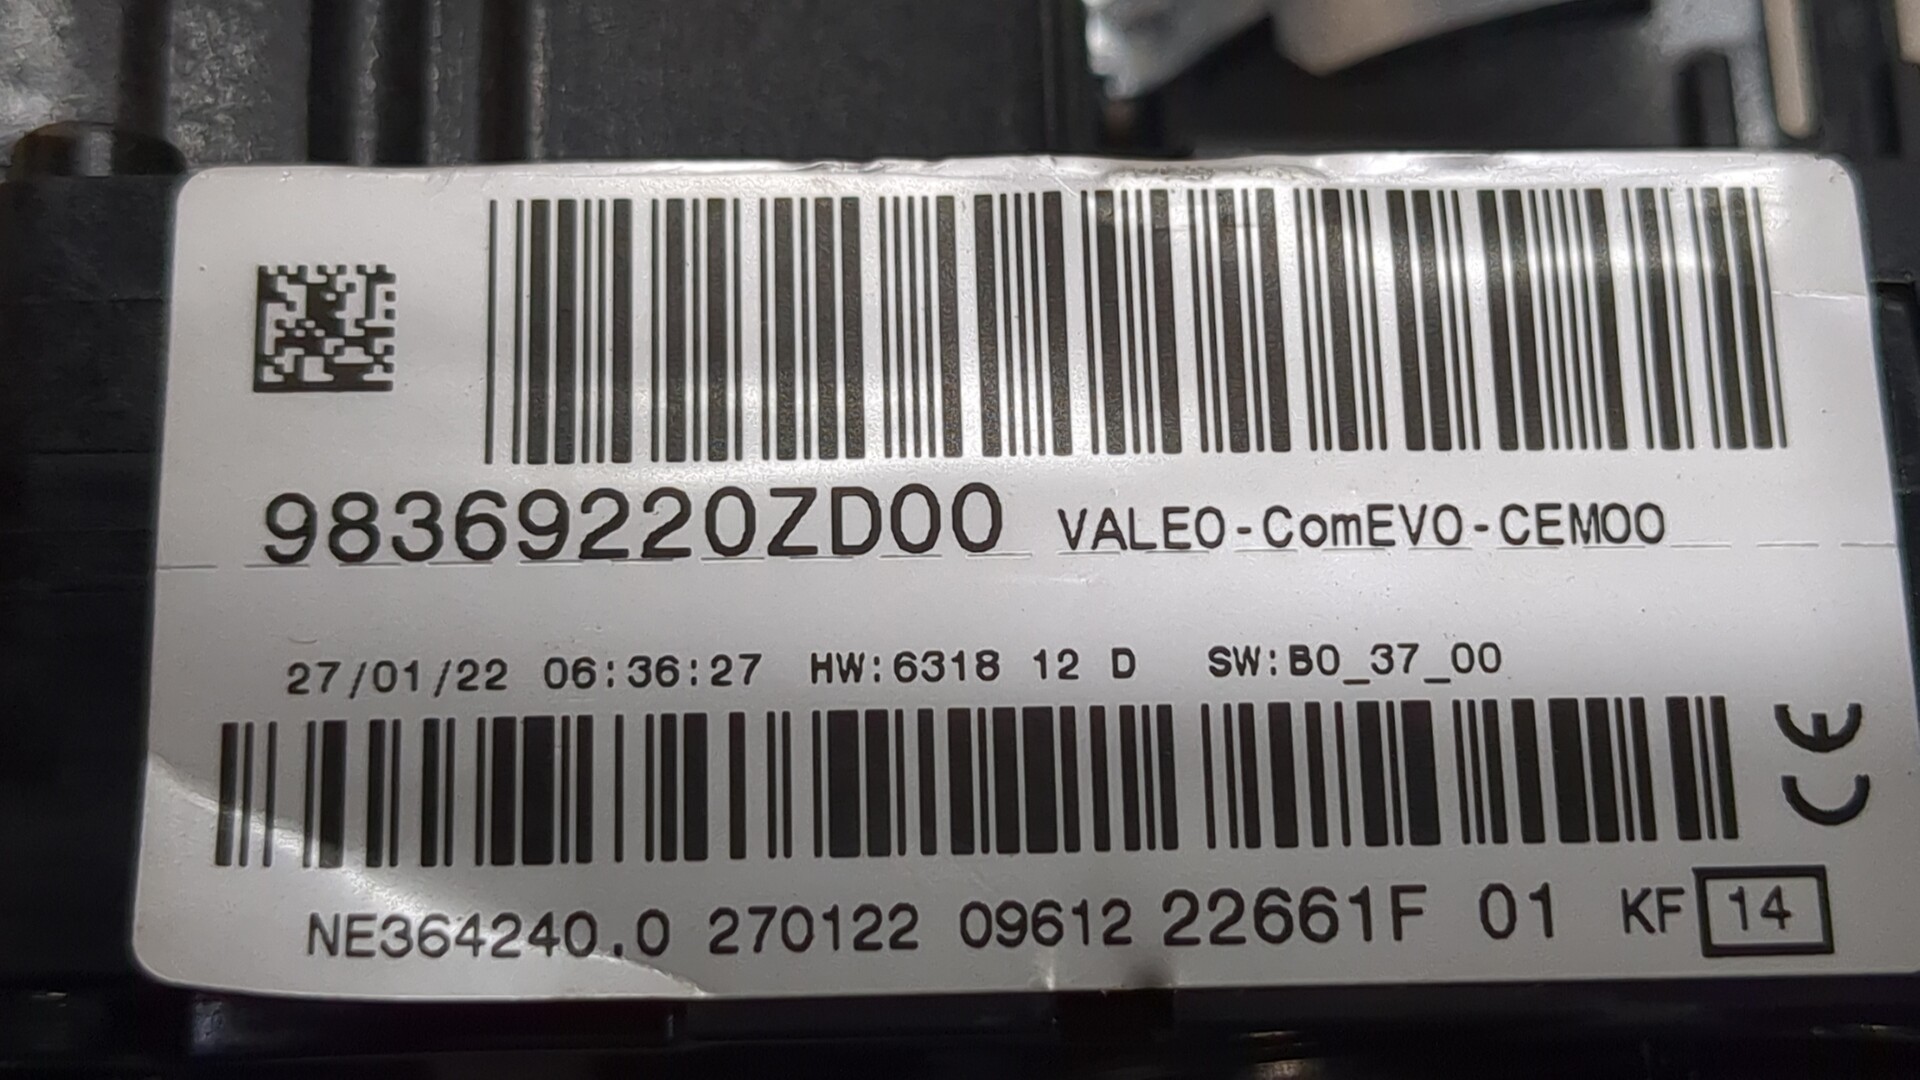 98369220ZD00 VALEO-ComEVO-CEM00
27/01/22 06:36:27 HW:6318 12 D SW:B0_37_00
CE
NE364240.0 270122 09612 22661F 01 KF 14